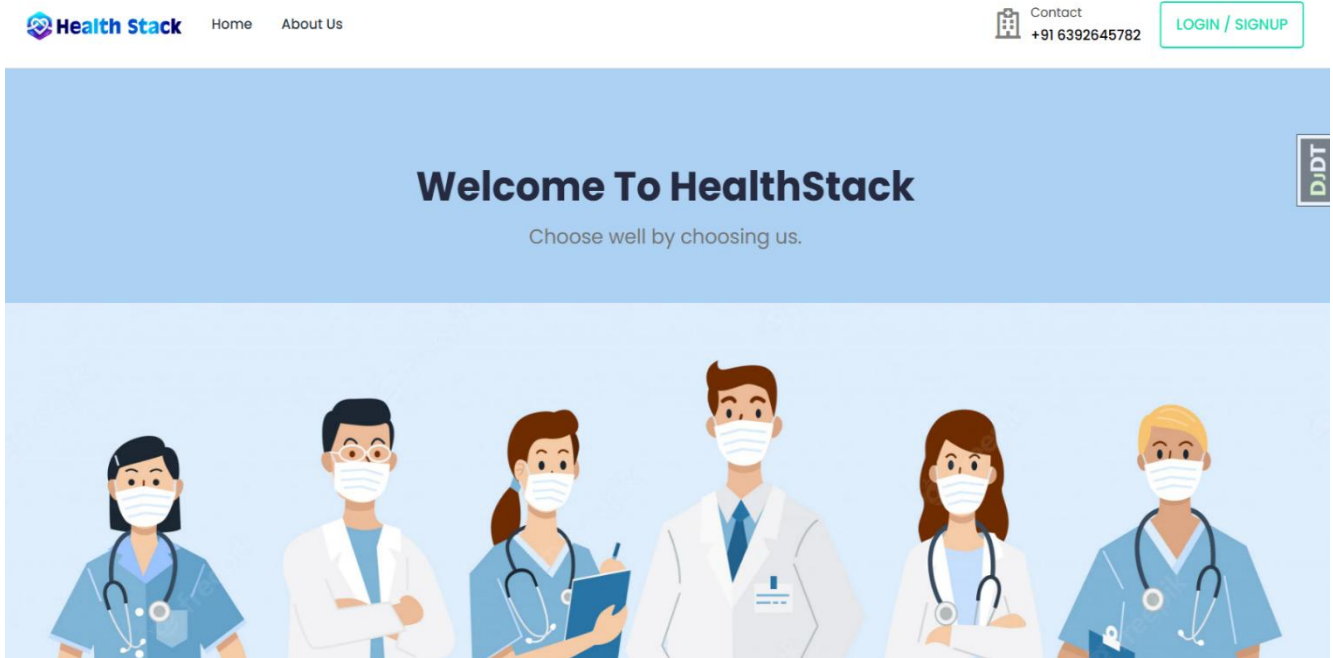 Health Stack
Home
About Us
Contact
+91 6392645782
LOGIN / SIGNUP
DJDT
Welcome To HealthStack
Choose well by choosing us.